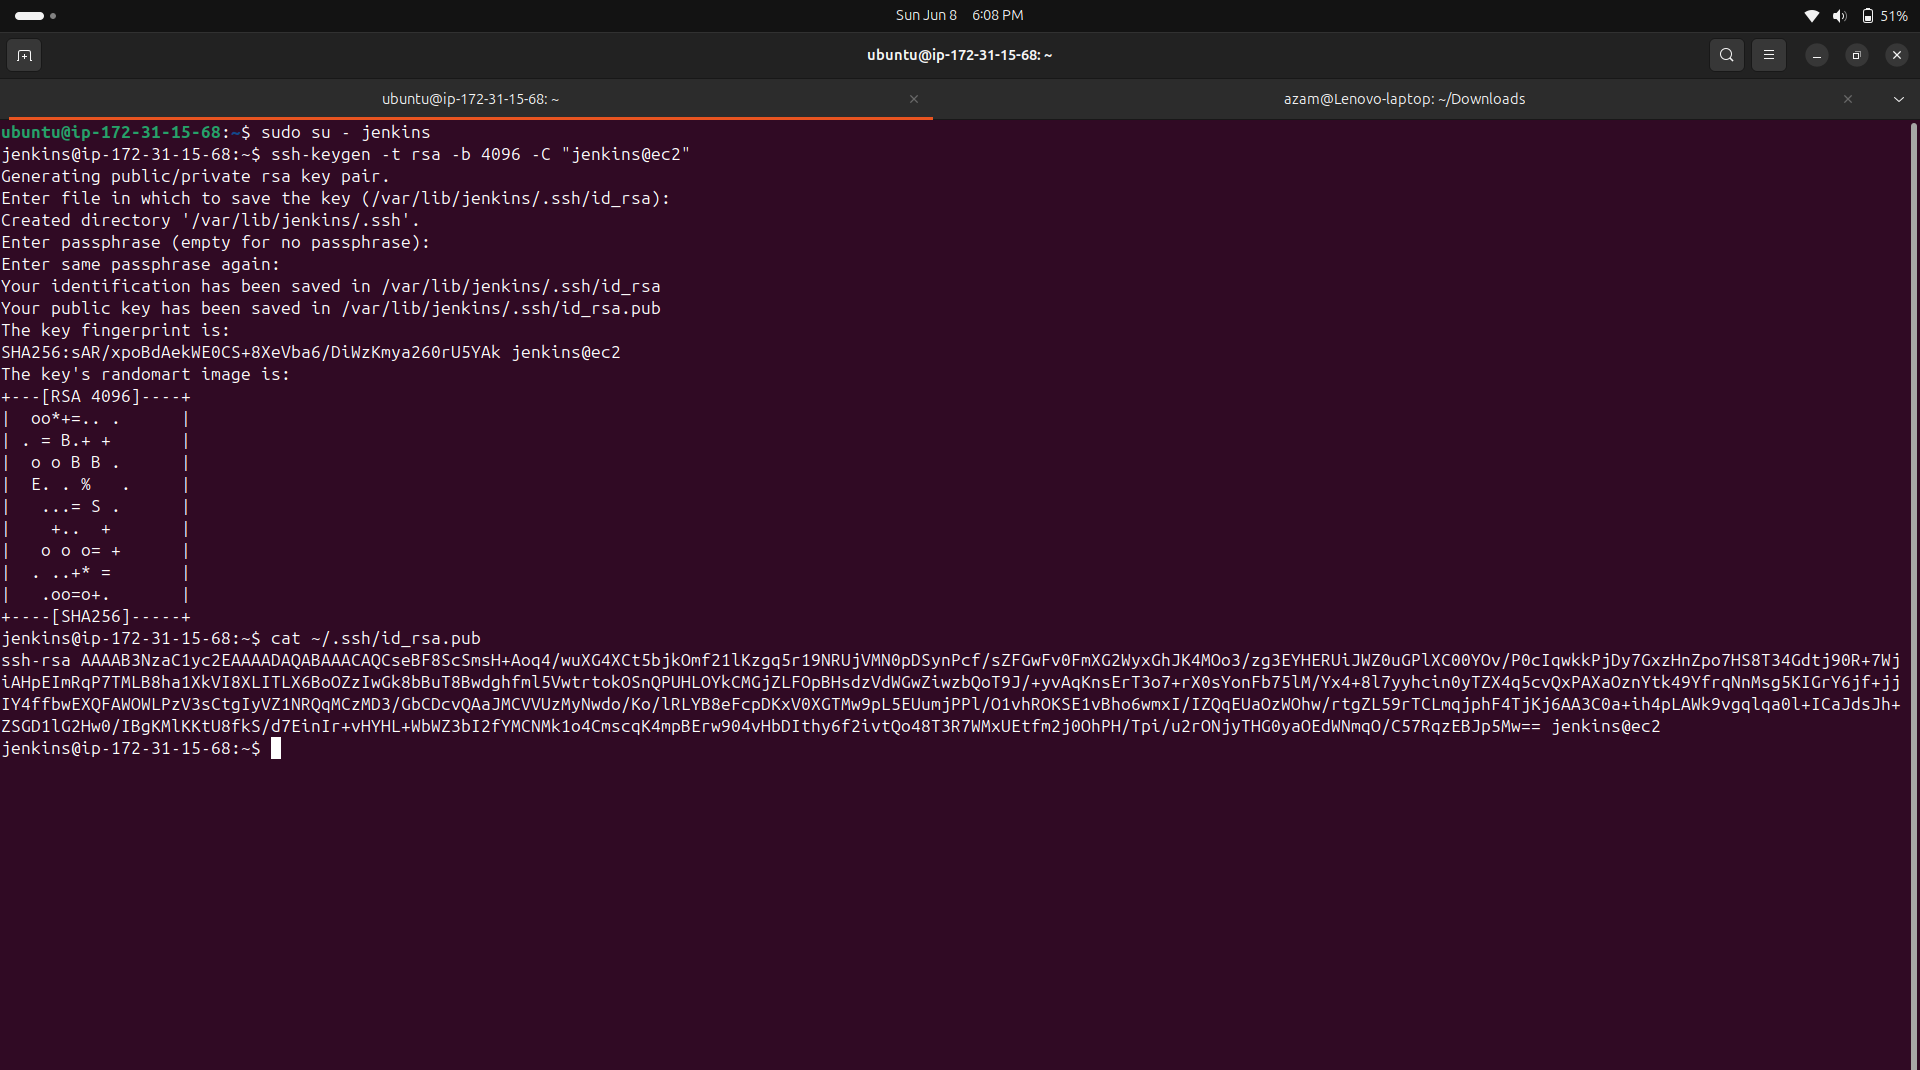 Sun Jun 8 6:08 PM
51%
ubuntu@ip-172-31-15-68: ~
ubuntu@ip-172-31-15-68: ~
azam@Lenovo-laptop: ~/Downloads
ubuntu@ip-172-31-15-68:~$ sudo su - jenkins
jenkins@ip-172-31-15-68:~$ ssh-keygen -t rsa -b 4096 -C "jenkins@ec2"
Generating public/private rsa key pair.
Enter file in which to save the key (/var/lib/jenkins/.ssh/id_rsa):
Created directory '/var/lib/jenkins/.ssh'.
Enter passphrase (empty for no passphrase):
Enter same passphrase again:
Your identification has been saved in /var/lib/jenkins/.ssh/id_rsa
Your public key has been saved in /var/lib/jenkins/.ssh/id_rsa.pub
The key fingerprint is:
SHA256:sAR/xpoBdAekWE0CS+8XeVba6/DiWzKmya260rU5YAk jenkins@ec2
The key's randomart image is:
+---[RSA 4096]----+
|  oo*+=.. .      |
| . = B.+ +       |
|  o o B B .      |
|  E. . %   .     |
|   ...= S .      |
|    +..  +       |
|   o o o= +      |
|  . ..+* =       |
|   .oo=o+.       |
+----[SHA256]-----+
jenkins@ip-172-31-15-68:~$ cat ~/.ssh/id_rsa.pub
ssh-rsa AAAAB3NzaC1yc2EAAAADAQABAAACAQCseBF8ScSmsH+Aoq4/wuXG4XCt5bjkOmf21lKzgq5r19NRUjVMN0pDSynPcf/sZFGwFv0FmXG2WyxGhJK4MOo3/zg3EYHERUiJWZ0uGPlXC00YOv/P0cIqwkkPjDy7GxzHnZpo7HS8T34Gdtj90R+7Wj
iAHpEImRqP7TMLB8ha1XkVI8XLITLX6BoOZzIwGk8bBuT8Bwdghfml5VwtrtokOSnQPUHLOYkCMGjZLFOpBHsdzVdWGwZiwzbQoT9J/+yvAqKnsErT3o7+rX0sYonFb75lM/Yx4+8l7yyhcin0yTZX4q5cvQxPAXaOznYtk49YfrqNnMsg5KIGrY6jf+jj
IY4ffbwEXQFAWOWLPzV3sCtgIyVZ1NRQqMCzMD3/GbCDcvQAaJMCVVUzMyNwdo/Ko/lRLYB8eFcpDKxV0XGTMw9pL5EUumjPPl/O1vhROKSE1vBho6wmxI/IZQqEUaOzWOhw/rtgZL59rTCLmqjphF4TjKj6AA3C0a+ih4pLAWk9vgqlqa0l+ICaJdsJh+
ZSGD1lG2Hw0/IBgKMlKKtU8fkS/d7EinIr+vHYHL+WbWZ3bI2fYMCNMk1o4CmscqK4mpBErw904vHbDIthy6f2ivtQo48T3R7WMxUEtfm2j0OhPH/Tpi/u2rONjyTHG0yaOEdWNmqO/C57RqzEBJp5Mw== jenkins@ec2
jenkins@ip-172-31-15-68:~$